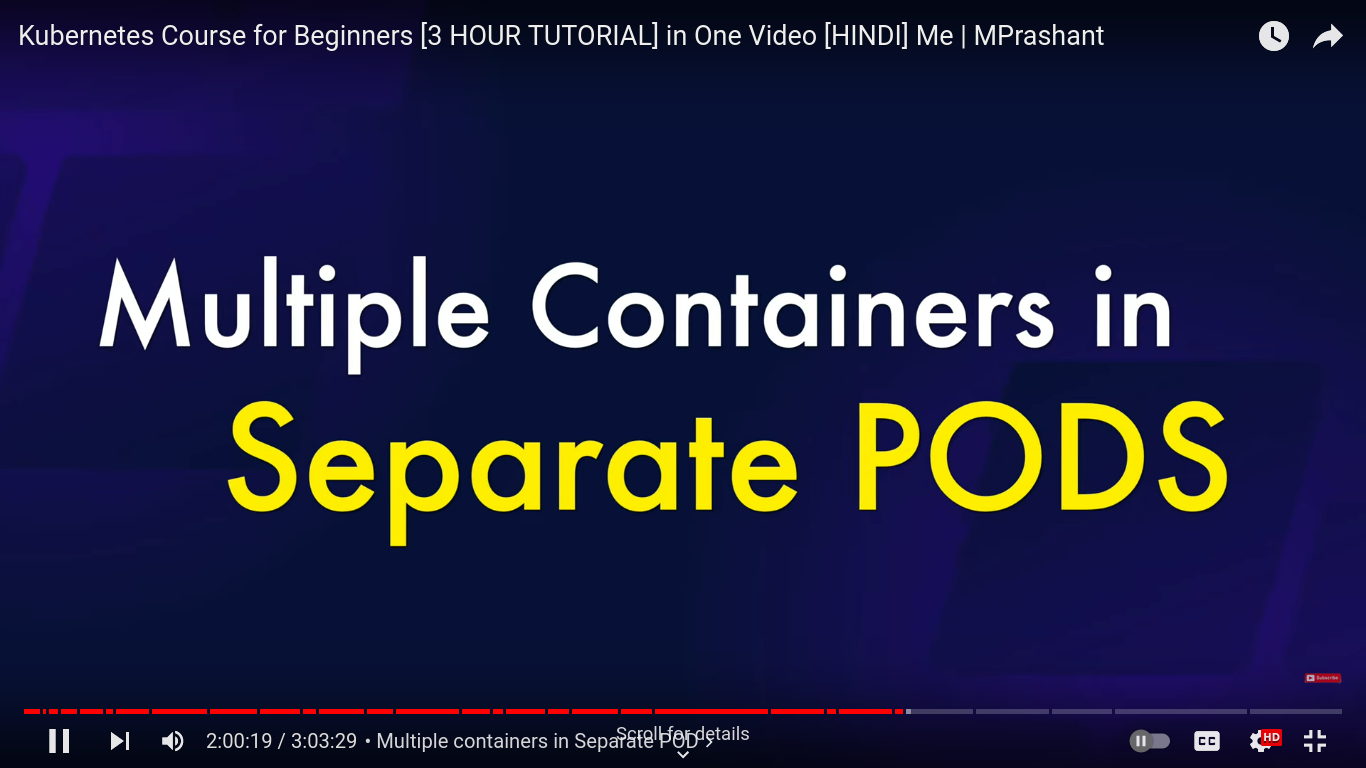 Kubernetes Course for Beginners [3 HOUR TUTORIAL] in One Video [HINDI] Me | MPrashant
Multiple Containers in
Separate PODS
Subscribe
Scroll for details
2:00:19 / 3:03:29 • Multiple containers in Separate POD
CC
HD